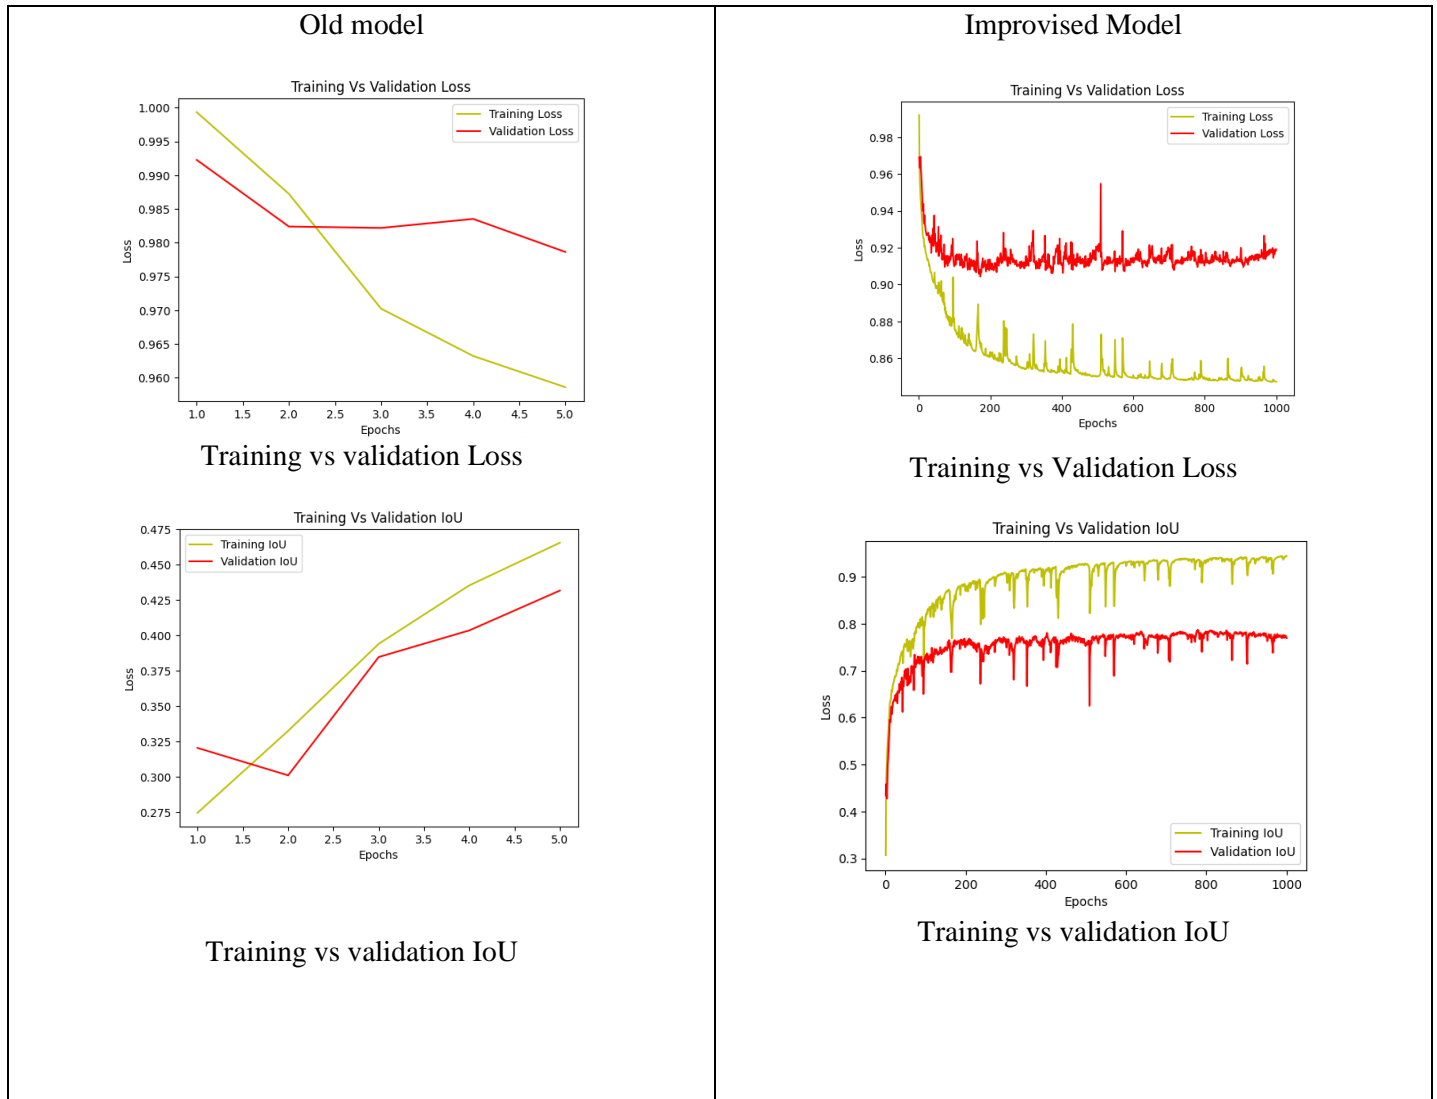 Old model
Training Vs Validation Loss
Training Loss
Validation Loss
1.000
0.995
0.990
0.985
0.980
0.975
0.970
0.965
0.960
Loss
1.0 1.5 2.0 2.5 3.0 3.5 4.0 4.5 5.0
Epochs
Training vs validation Loss
Training Vs Validation IoU
Training IoU
Validation IoU
0.475
0.450
0.425
0.400
0.375
0.350
0.325
0.300
0.275
Loss
1.0 1.5 2.0 2.5 3.0 3.5 4.0 4.5 5.0
Epochs
Training vs validation IoU
Improvised Model
Training Vs Validation Loss
Training Loss
Validation Loss
0.98
0.96
0.94
0.92
0.90
0.88
0.86
Loss
0 200 400 600 800 1000
Epochs
Training vs Validation Loss
Training Vs Validation IoU
0.9
0.8
0.7
0.6
0.5
0.4
0.3
Loss
Training IoU
Validation IoU
0 200 400 600 800 1000
Epochs
Training vs validation IoU